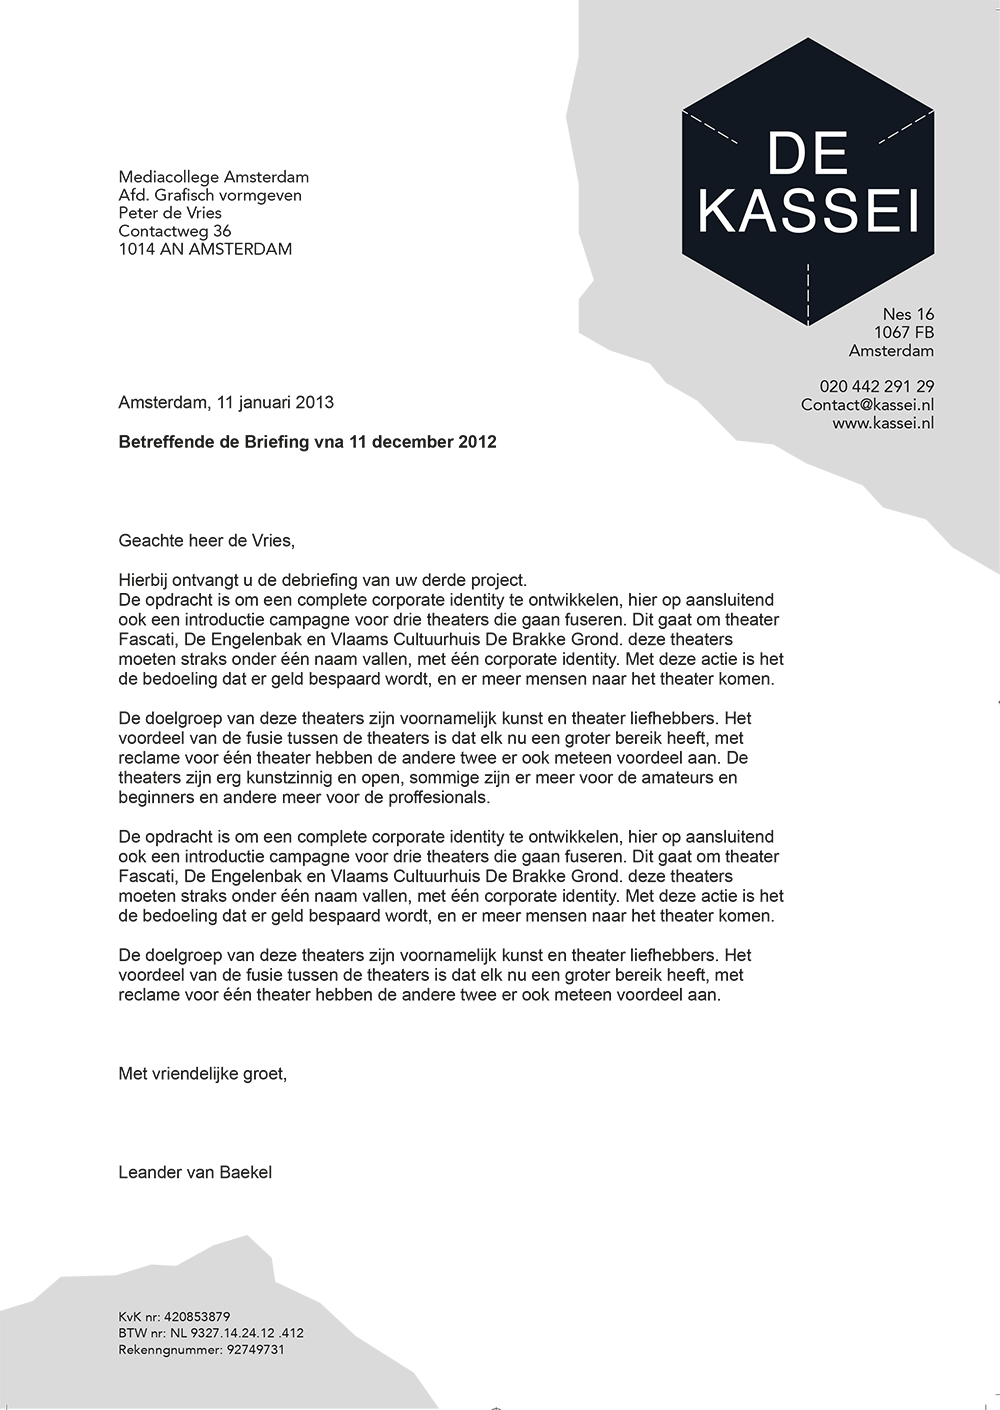 DE
KASSEI
Mediacollege Amsterdam
Afd. Grafisch vormgeven
Peter de Vries
Contactweg 36
1014 AN AMSTERDAM
Nes 16
1067 FB
Amsterdam
020 442 291 29
Contact@kassei.nl
www.kassei.nl
Amsterdam, 11 januari 2013
Betreffende de Briefing vna 11 december 2012
Geachte heer de Vries,
Hierbij ontvangt u de debriefing van uw derde project.
De opdracht is om een complete corporate identity te ontwikkelen, hier op aansluitend
ook een introductie campagne voor drie theaters die gaan fuseren. Dit gaat om theater
Fascati, De Engelenbak en Vlaams Cultuurhuis De Brakke Grond. deze theaters
moeten straks onder één naam vallen, met één corporate identity. Met deze actie is het
de bedoeling dat er geld bespaard wordt, en er meer mensen naar het theater komen.
De doelgroep van deze theaters zijn voornamelijk kunst en theater liefhebbers. Het
voordeel van de fusie tussen de theaters is dat elk nu een groter bereik heeft, met
reclame voor één theater hebben de andere twee er ook meteen voordeel aan. De
theaters zijn erg kunstzinnig en open, sommige zijn er meer voor de amateurs en
beginners en andere meer voor de proffesionals.
De opdracht is om een complete corporate identity te ontwikkelen, hier op aansluitend
ook een introductie campagne voor drie theaters die gaan fuseren. Dit gaat om theater
Fascati, De Engelenbak en Vlaams Cultuurhuis De Brakke Grond. deze theaters
moeten straks onder één naam vallen, met één corporate identity. Met deze actie is het
de bedoeling dat er geld bespaard wordt, en er meer mensen naar het theater komen.
De doelgroep van deze theaters zijn voornamelijk kunst en theater liefhebbers. Het
voordeel van de fusie tussen de theaters is dat elk nu een groter bereik heeft, met
reclame voor één theater hebben de andere twee er ook meteen voordeel aan.
Met vriendelijke groet,
Leander van Baekel
KvK nr: 420853879
BTW nr: NL 9327.14.24.12 .412
Rekenngnummer: 92749731